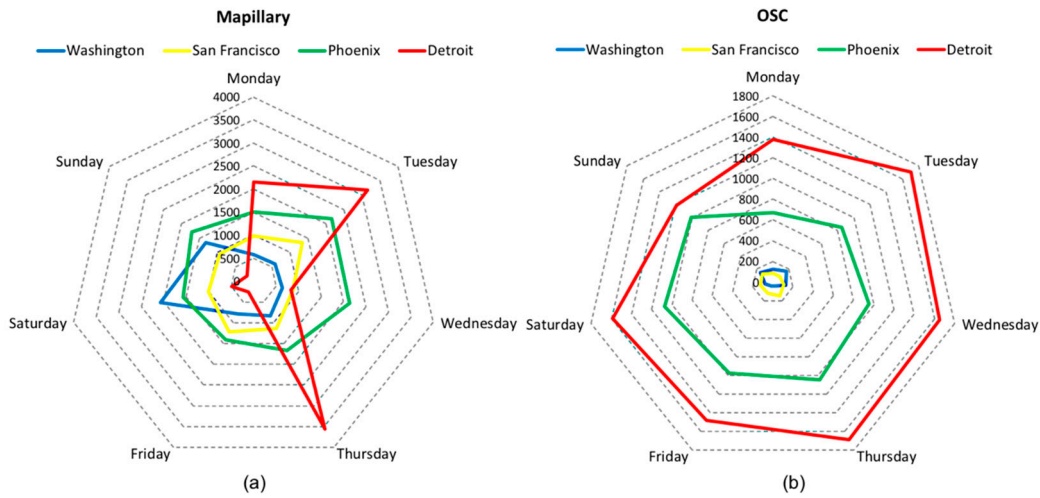 Mapillary
Washington San Francisco Phoenix Detroit
Monday
4000
3500
3000
2500
2000
1500
1000
500
0
Sunday
Tuesday
Saturday
Wednesday
Friday
Thursday
(a)
OSC
Washington San Francisco Phoenix Detroit
Monday
1800
1600
1400
1200
1000
800
600
400
200
0
Sunday
Tuesday
Saturday
Wednesday
Friday
Thursday
(b)